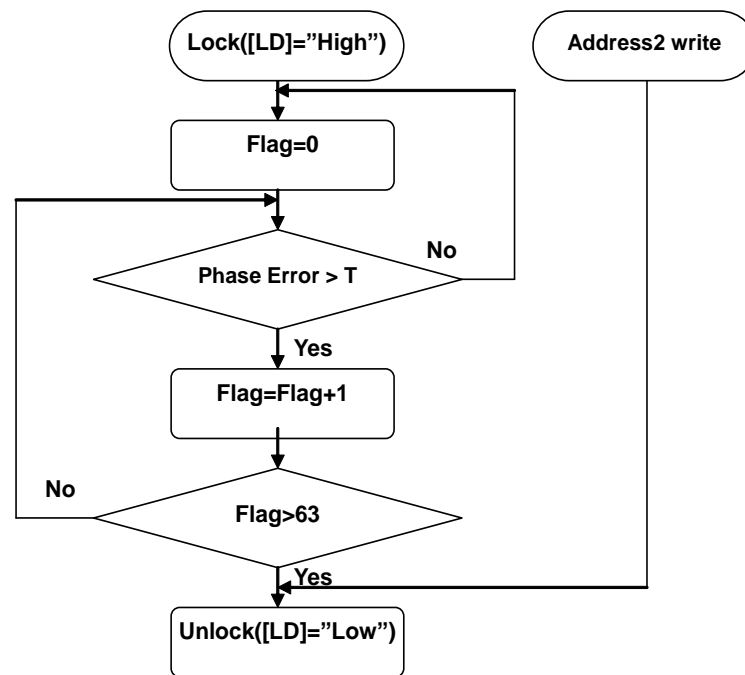 Lock([LD]=”High”)
Address2 write
Flag=0
No
Phase Error > T
Yes
Flag=Flag+1
No
Flag>63
Yes
Unlock([LD]=”Low”)